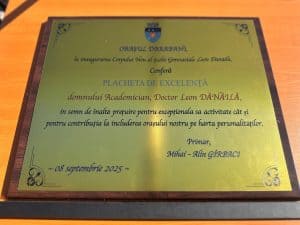 ORAȘUL DARABANI,
la inaugurarea Corpului Nou al Școlii Gimnaziale Leon Dănăilă,
Conferă
PLACHETA DE EXCELENȚĂ
domnului Academician, Doctor Leon DĂNĂILĂ,
în semn de înaltă prețuire pentru excepționala sa activitate cât și
pentru contribuția la includerea orașului nostru pe harta personalităților.
Primar,
Mihai - Alin GÎRBACI
~ 08 septembrie 2025 ~